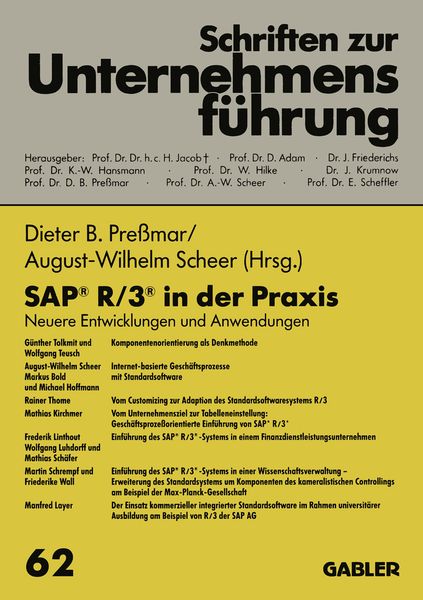 Schriften zur
Unternehmens
führung
Herausgeber: Prof. Dr. Dr. h. c. H. Jacob † · Prof. Dr. D. Adam · Dr. J. Friederichs
Prof. Dr. K.-W. Hansmann · Prof. Dr. W. Hilke · Dr. J. Krumnow
Prof. Dr. D. B. Preßmar · Prof. Dr. A.-W. Scheer · Prof. Dr. E. Scheffler
Dieter B. Preßmar/
August-Wilhelm Scheer (Hrsg.)
SAP® R/3® in der Praxis
Neuere Entwicklungen und Anwendungen
Günther Tolkmit und Komponentenorientierung als Denkmethode
Wolfgang Teusch
August-Wilhelm Scheer Internet-basierte Geschäftsprozesse
Markus Bold mit Standardsoftware
und Michael Hoffmann
Rainer Thome Vom Customizing zur Adaption des Standardsoftwaresystems R/3
Mathias Kirchmer Vom Unternehmensziel zur Tabelleneinstellung:
Geschäftsprozeßorientierte Einführung von SAP® R/3®
Frederik Linthout Einführung des SAP® R/3®-Systems in einem Finanzdienstleistungsunternehmen
Wolfgang Luhdorff und
Mathias Schäfer
Martin Schrempf und Einführung des SAP® R/3®-Systems in einer Wissenschaftsverwaltung –
Friederike Wall Erweiterung des Standardsystems um Komponenten des kameralistischen Controllings
am Beispiel der Max-Planck-Gesellschaft
Manfred Layer Der Einsatz kommerzieller integrierter Standardsoftware im Rahmen universitärer
Ausbildung am Beispiel von R/3 der SAP AG
62
GABLER